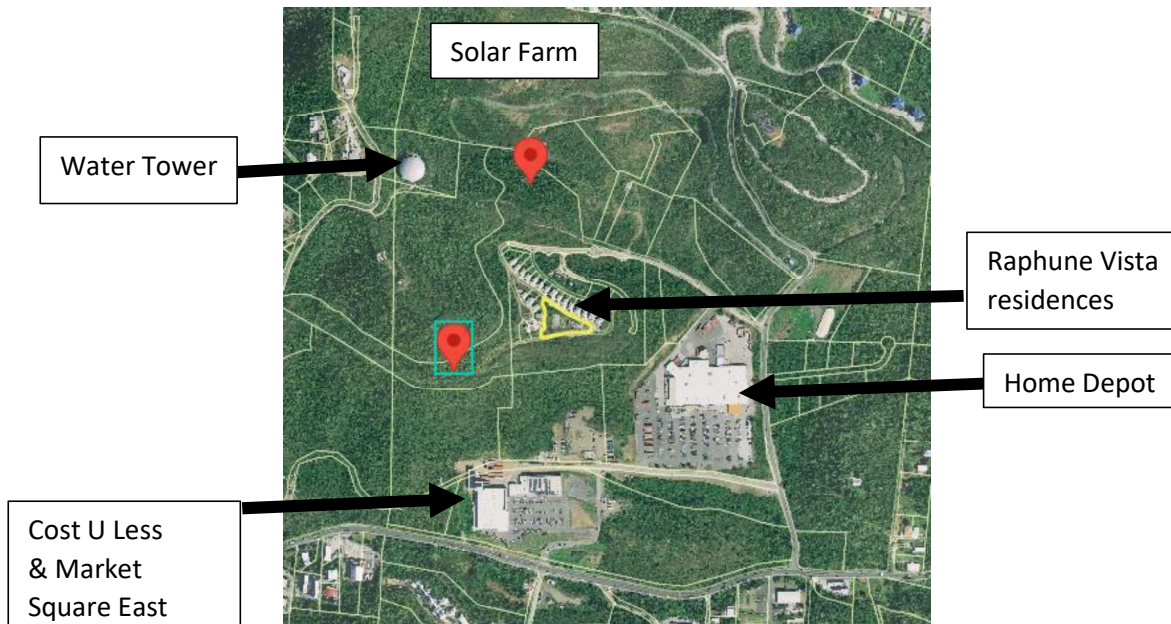 Solar Farm
Water Tower
Raphune Vista
residences
Home Depot
Cost U Less
& Market
Square East